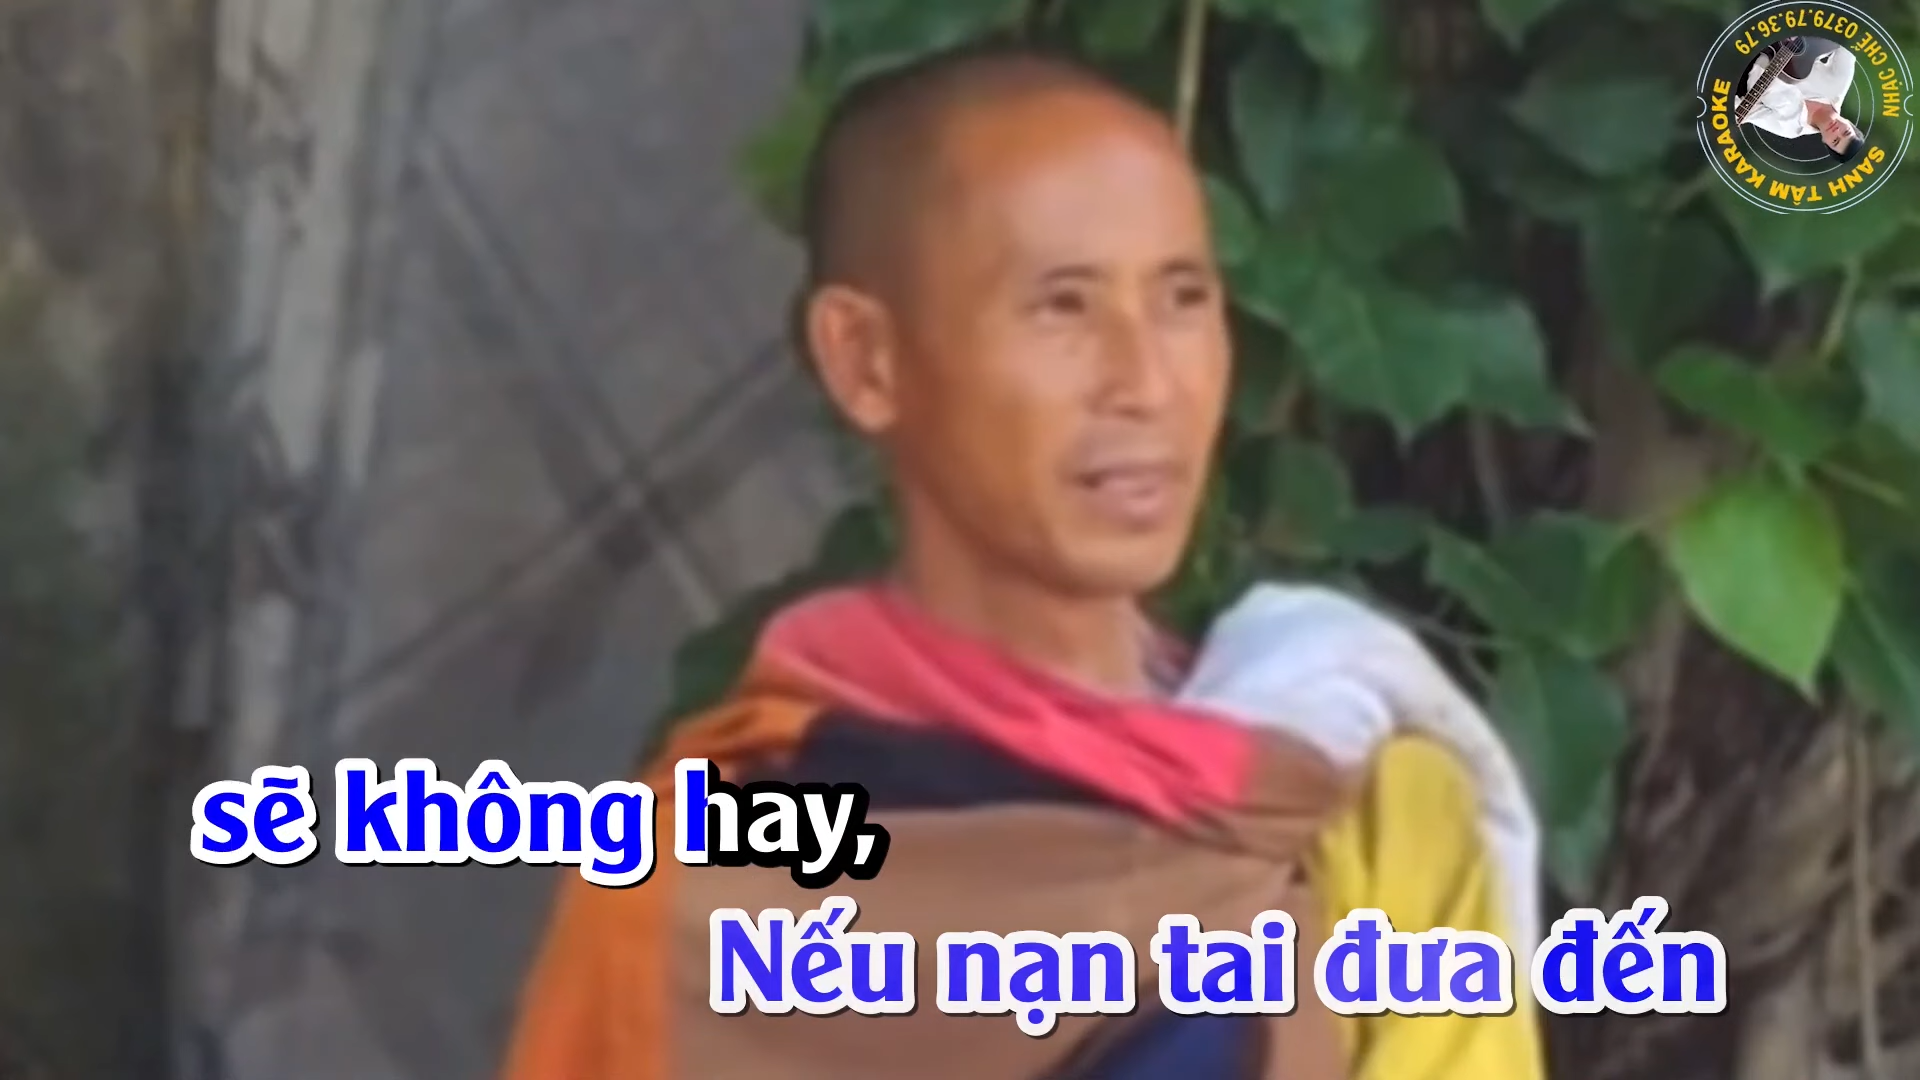 NHẠC CHẾ 0379.79.36.79
SANH TÂM KARAOKE
sẽ không hay,
Nếu nạn tai đưa đến